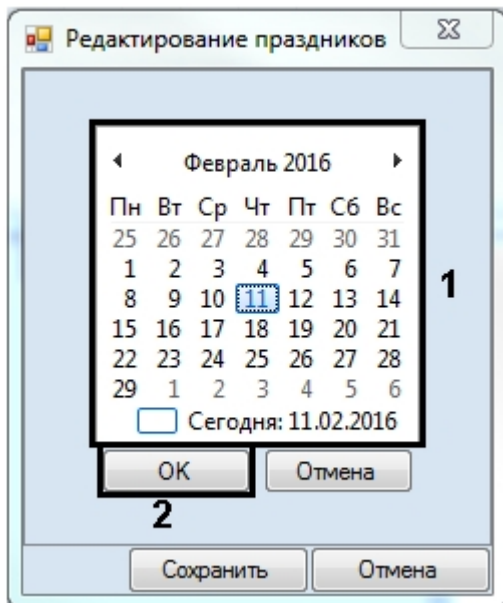 Редактирование праздников
Февраль 2016
Пн Вт Ср Чт Пт Сб Вс
25 26 27 28 29 30 31
1 2 3 4 5 6 7
8 9 10 11 12 13 14
15 16 17 18 19 20 21
22 23 24 25 26 27 28
29 1 2 3 4 5 6
Сегодня: 11.02.2016
1
OK Отмена
2
Сохранить Отмена